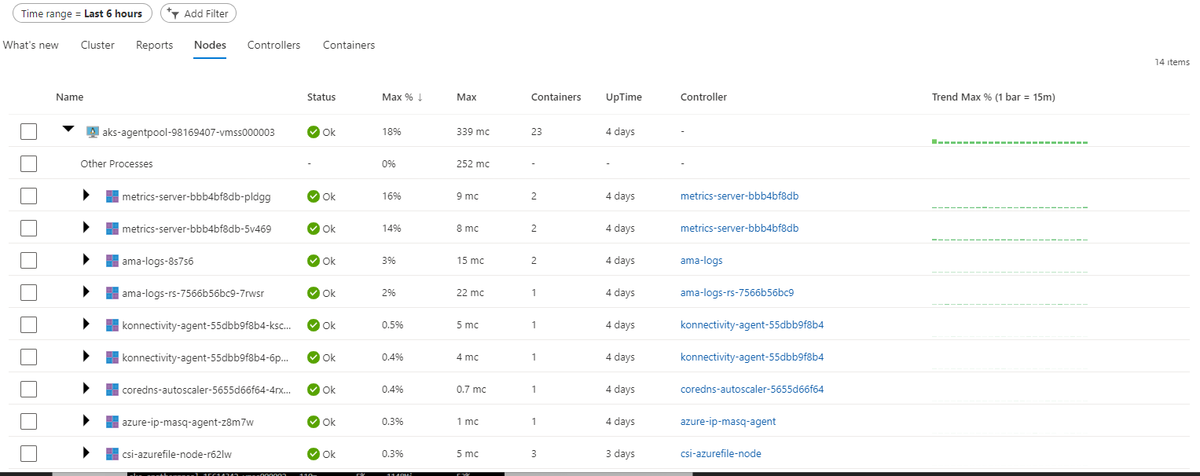 Time range = Last 6 hours Add Filter
What's new Cluster Reports Nodes Controllers Containers
14 items
Name Status Max % ↓ Max Containers UpTime Controller Trend Max % (1 bar = 15m)
aks-agentpool-98169407-vmss000003 Ok 18% 339 mc 23 4 days -
Other Processes - 0% 252 mc - - -
metrics-server-bbb4bf8db-pldgg Ok 16% 9 mc 2 4 days metrics-server-bbb4bf8db
metrics-server-bbb4bf8db-5v469 Ok 14% 8 mc 2 4 days metrics-server-bbb4bf8db
ama-logs-8s7s6 Ok 3% 15 mc 2 4 days ama-logs
ama-logs-rs-7566b56bc9-7rwsr Ok 2% 22 mc 1 4 days ama-logs-rs-7566b56bc9
konnectivity-agent-55dbb9f8b4-ksc... Ok 0.5% 5 mc 1 4 days konnectivity-agent-55dbb9f8b4
konnectivity-agent-55dbb9f8b4-6p... Ok 0.4% 4 mc 1 4 days konnectivity-agent-55dbb9f8b4
coredns-autoscaler-5655d66f64-4rx... Ok 0.4% 0.7 mc 1 4 days coredns-autoscaler-5655d66f64
azure-ip-masq-agent-z8m7w Ok 0.3% 1 mc 1 4 days azure-ip-masq-agent
csi-azurefile-node-r62lw Ok 0.3% 5 mc 3 3 days csi-azurefile-node